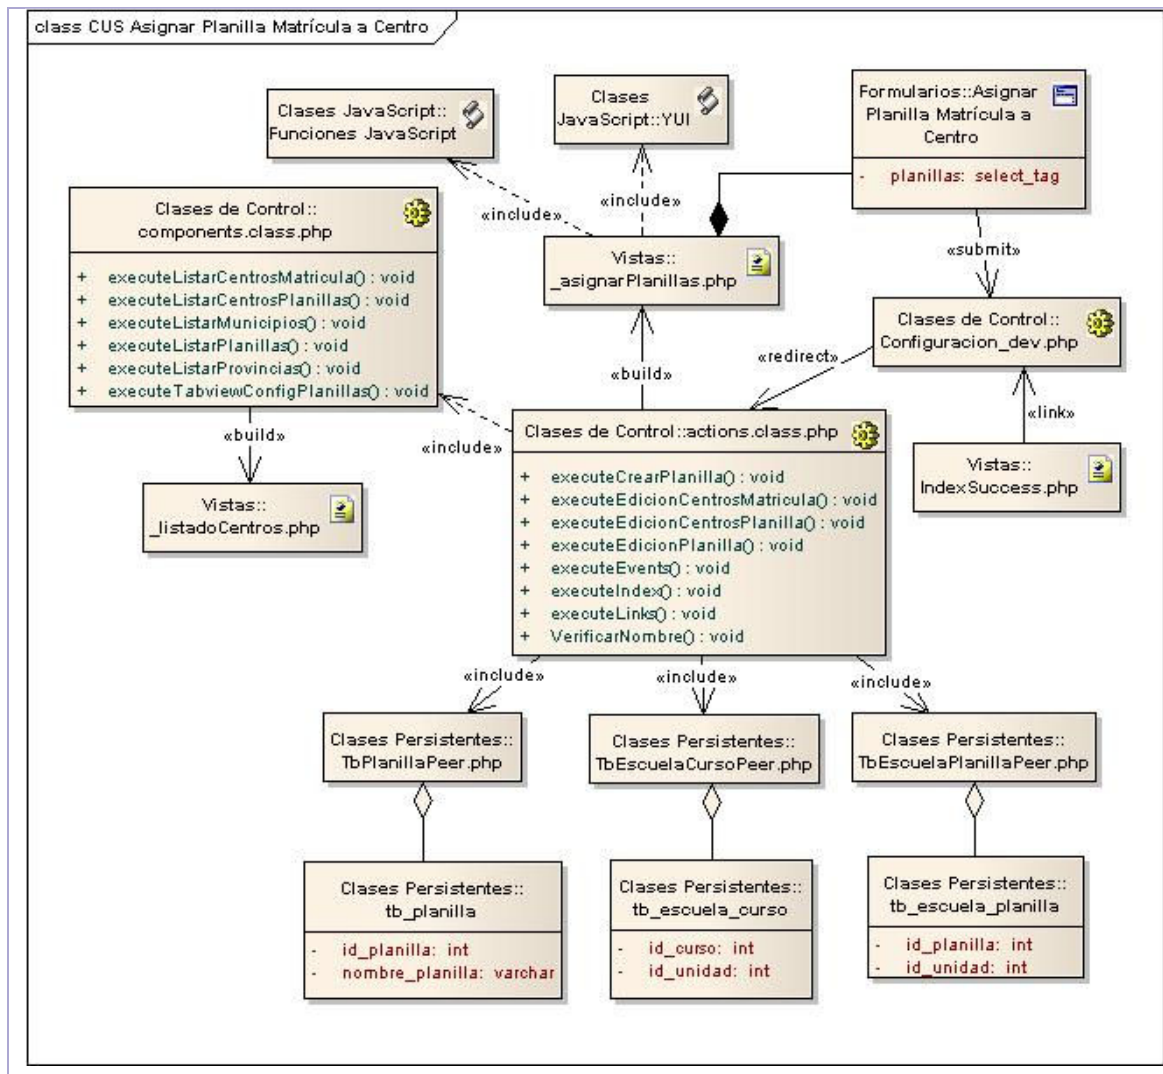 class CUS Asignar Planilla Matrícula a Centro
Clases JavaScript::
Funciones JavaScript
Clases
JavaScript::YUI
Formularios::Asignar
Planilla Matrícula a
Centro
- planillas: select_tag
«include»
«include»
«submit»
Clases de Control::
components.class.php
+ executeListarCentrosMatricula() : void
+ executeListarCentrosPlanillas() : void
+ executeListarMunicipios() : void
+ executeListarPlanillas() : void
+ executeListarProvincias() : void
+ executeTabviewConfigPlanillas() : void
Vistas::
_asignarPlanillas.php
Clases de Control::
Configuracion_dev.php
«redirect»
«build»
«link»
«build»
«include»
Vistas::
_listadoCentros.php
Clases de Control::actions.class.php
+ executeCrearPlanilla() : void
+ executeEdicionCentrosMatricula() : void
+ executeEdicionCentrosPlanilla() : void
+ executeEdicionPlanilla() : void
+ executeEvents() : void
+ executeIndex() : void
+ executeLinks() : void
+ VerificarNombre() : void
Vistas::
IndexSuccess.php
«include»
«include»
«include»
Clases Persistentes::
TbPlanillaPeer.php
Clases Persistentes::
TbEscuelaCursoPeer.php
Clases Persistentes::
TbEscuelaPlanillaPeer.php
Clases Persistentes::
tb_planilla
- id_planilla: int
- nombre_planilla: varchar
Clases Persistentes::
tb_escuela_curso
- id_curso: int
- id_unidad: int
Clases Persistentes::
tb_escuela_planilla
- id_planilla: int
- id_unidad: int